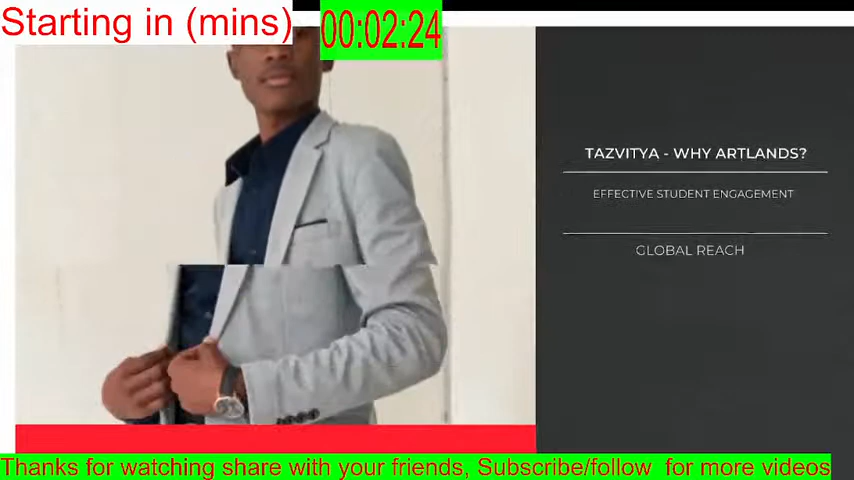 Starting in (mins)
00:02:24
TAZVITYA - WHY ARTLANDS?
EFFECTIVE STUDENT ENGAGEMENT
GLOBAL REACH
Thanks for watching share with your friends, Subscribe/follow for more videos